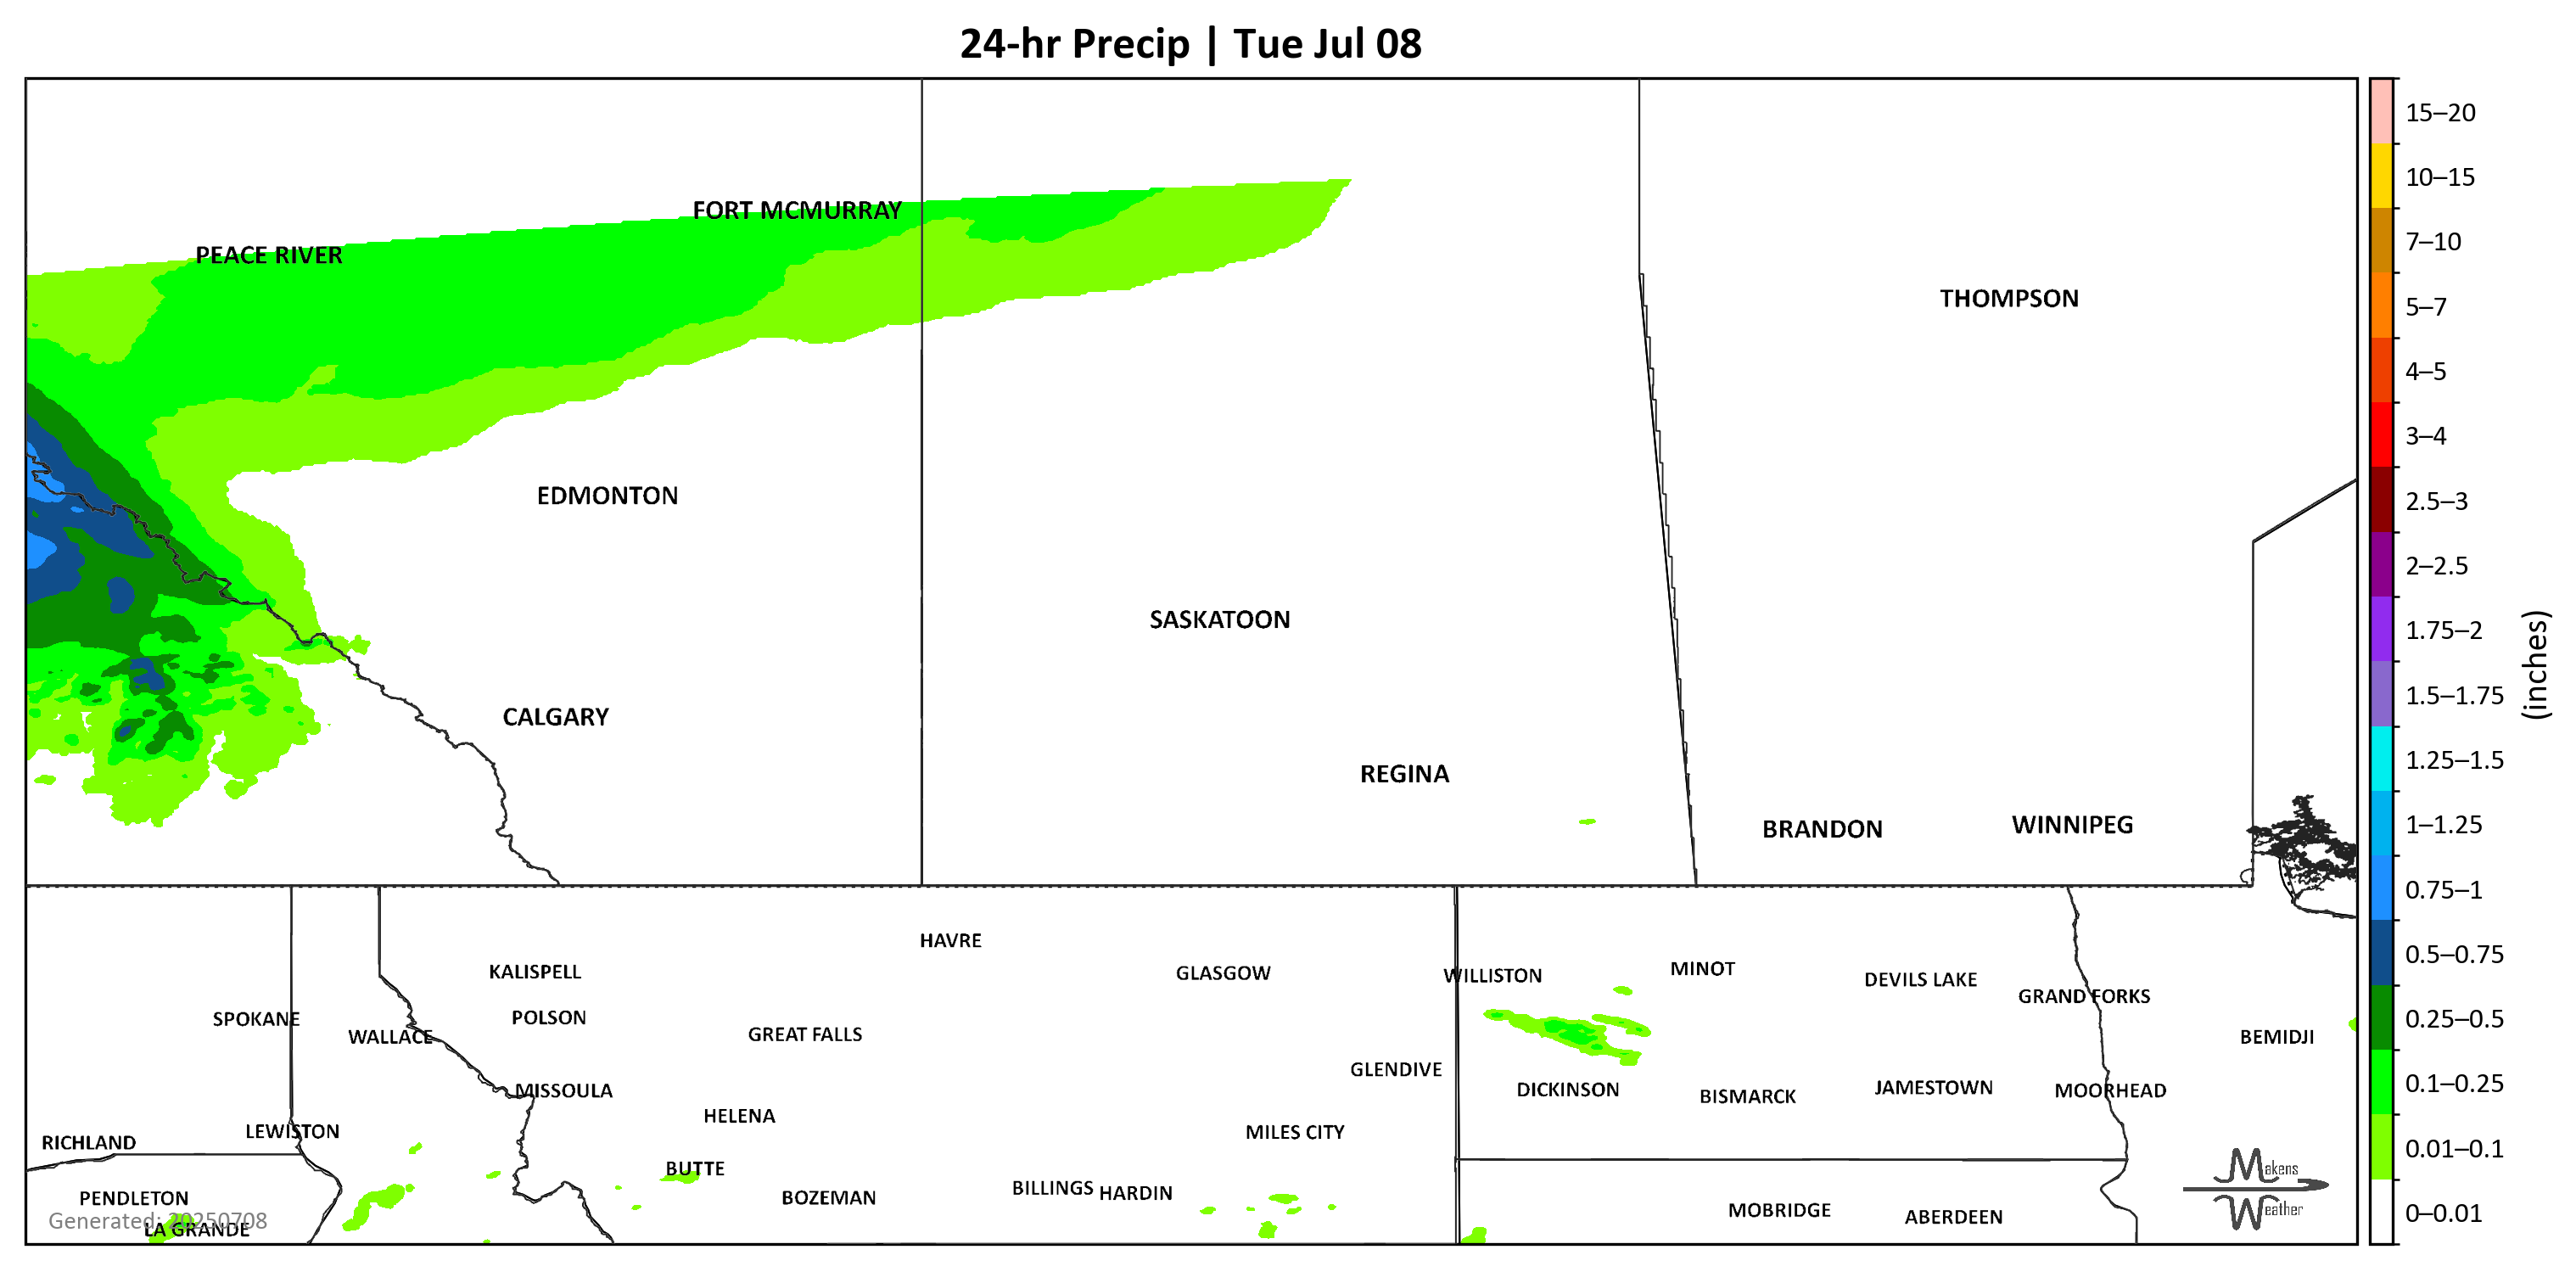 24-hr Precip | Tue Jul 08
FORT MCMURRAY
PEACE RIVER
THOMPSON
EDMONTON
SASKATOON
CALGARY
REGINA
BRANDON
WINNIPEG
HAVRE
KALISPELL
GLASGOW
WILLISTON
MINOT
DEVILS LAKE
GRAND FORKS
SPOKANE
POLSON
WALLACE
GREAT FALLS
BEMIDJI
GLENDIVE
MISSOULA
DICKINSON
BISMARCK
JAMESTOWN
MOORHEAD
HELENA
LEWISTON
MILES CITY
RICHLAND
BUTTE
PENDLETON
BOZEMAN
BILLINGS
HARDIN
MOBRIDGE
ABERDEEN
Generated: 20250708
LA GRANDE
Makens
Weather
15–20
10–15
7–10
5–7
4–5
3–4
2.5–3
2–2.5
1.75–2
1.5–1.75
1.25–1.5
1–1.25
0.75–1
0.5–0.75
0.25–0.5
0.1–0.25
0.01–0.1
0–0.01
(inches)